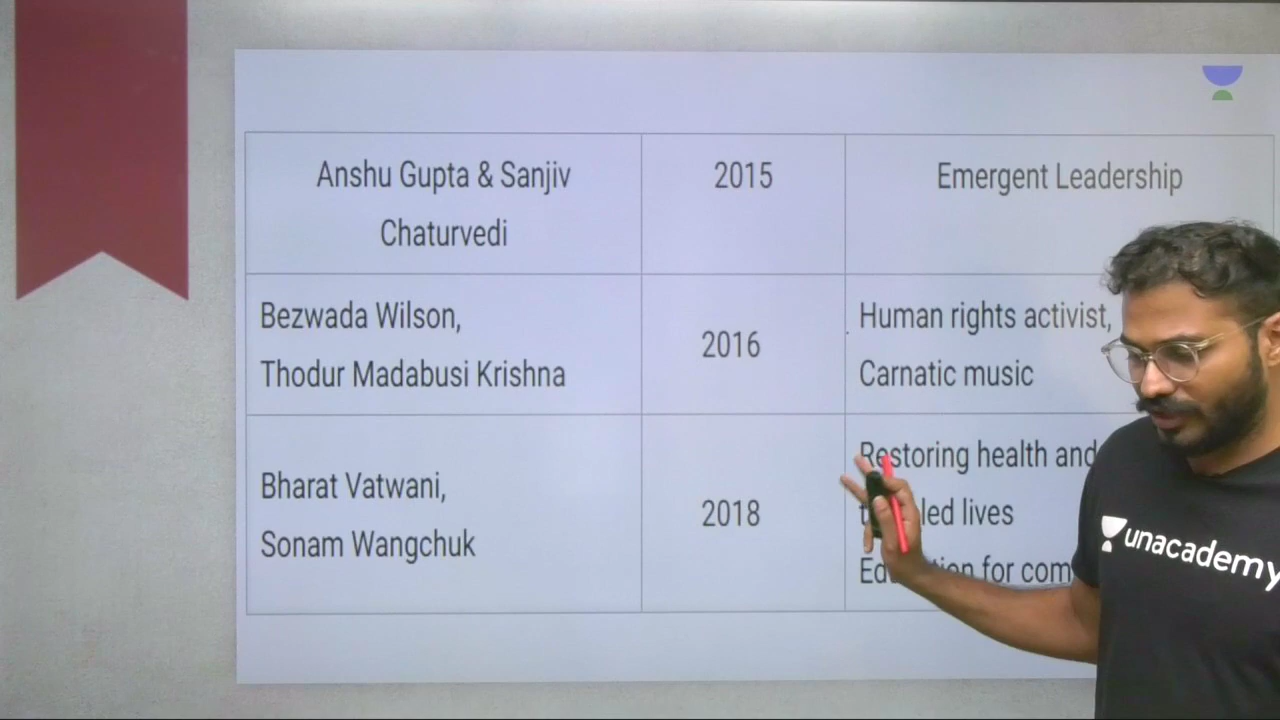 Anshu Gupta & Sanjiv
Chaturvedi
2015
Emergent Leadership
Bezwada Wilson,
Thodur Madabusi Krishna
2016
Human rights activist,
Carnatic music
Bharat Vatwani,
Sonam Wangchuk
2018
Restoring health and
lives
for
unacademy